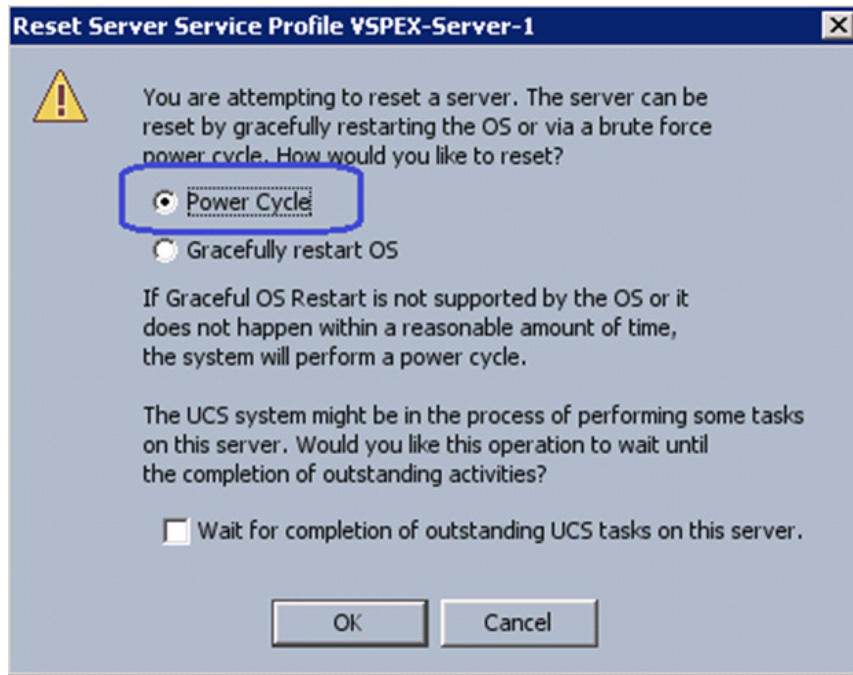 Reset Server Service Profile VSPEX-Server-1
You are attempting to reset a server. The server can be
reset by gracefully restarting the OS or via a brute force
power cycle. How would you like to reset?
Power Cycle
Gracefully restart OS
If Graceful OS Restart is not supported by the OS or it
does not happen within a reasonable amount of time,
the system will perform a power cycle.
The UCS system might be in the process of performing some tasks
on this server. Would you like this operation to wait until
the completion of outstanding activities?
Wait for completion of outstanding UCS tasks on this server.
OK
Cancel